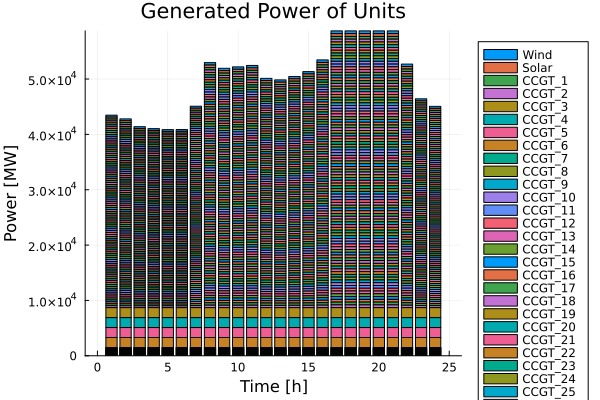 Generated Power of Units
Power [MW]
5.0×10⁴
4.0×10⁴
3.0×10⁴
2.0×10⁴
1.0×10⁴
0
0 5 10 15 20 25
Time [h]
Wind
Solar
CCGT_1
CCGT_2
CCGT_3
CCGT_4
CCGT_5
CCGT_6
CCGT_7
CCGT_8
CCGT_9
CCGT_10
CCGT_11
CCGT_12
CCGT_13
CCGT_14
CCGT_15
CCGT_16
CCGT_17
CCGT_18
CCGT_19
CCGT_20
CCGT_21
CCGT_22
CCGT_23
CCGT_24
CCGT_25